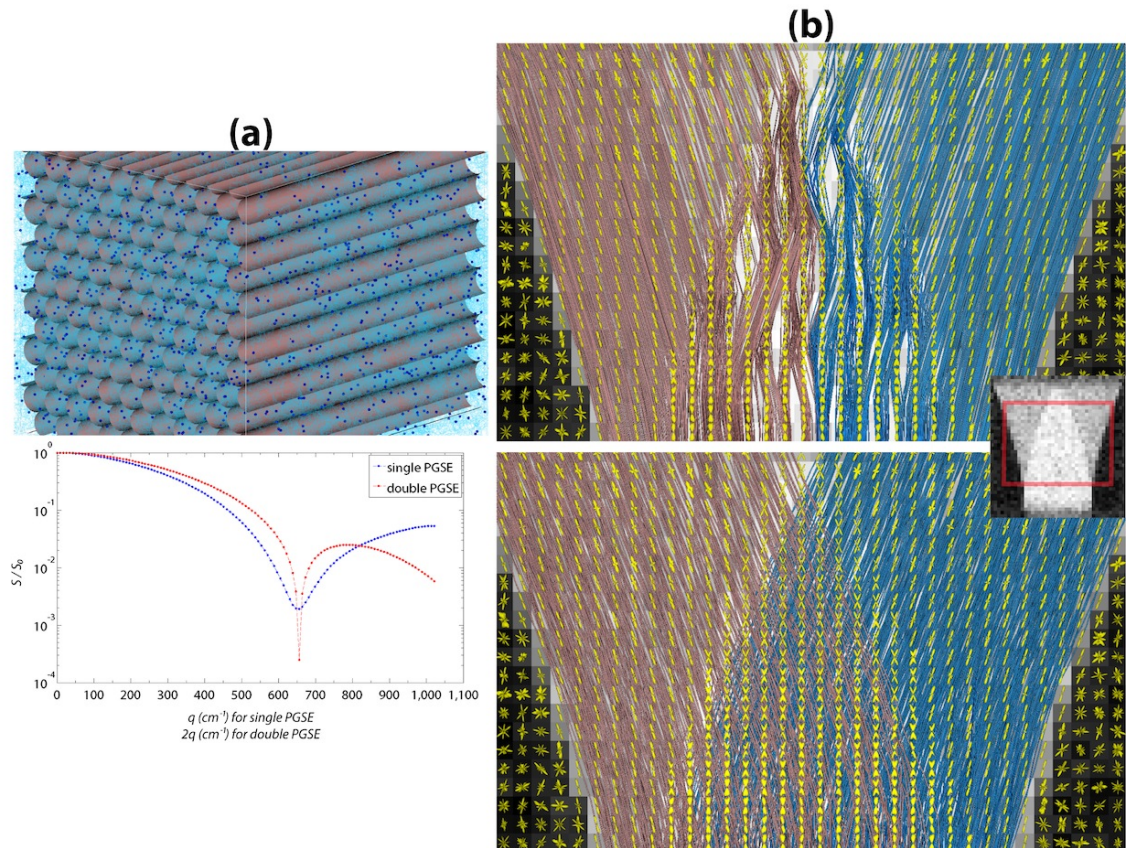 (b)
(a)
10⁰
10⁻¹
10⁻²
10⁻³
10⁻⁴
S / S₀
single PGSE
double PGSE
0 100 200 300 400 500 600 700 800 900 1,000 1,100
q (cm⁻¹) for single PGSE
2q (cm⁻¹) for double PGSE